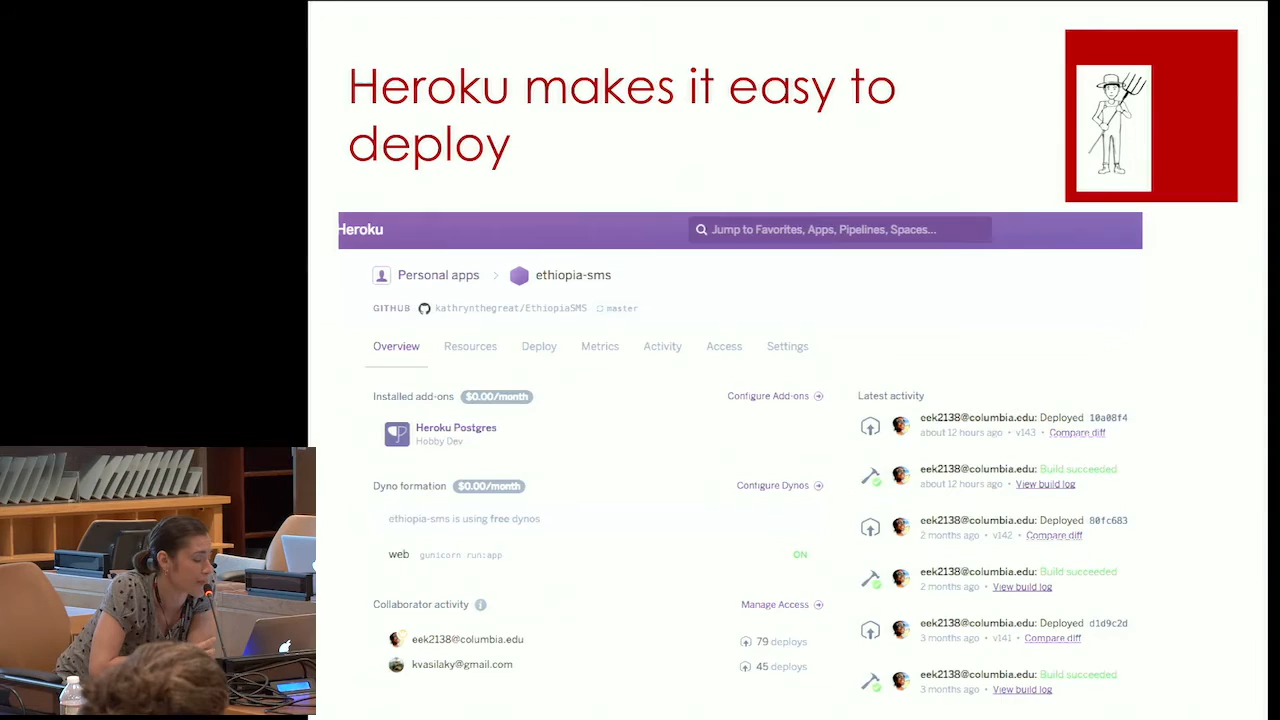 Heroku makes it easy to
deploy
Heroku
Jump to Favorites, Apps, Pipelines, Spaces...
Personal apps > ethiopia-sms
GITHUB kathrynthegreat/EthiopiaSMS master
Overview Resources Deploy Metrics Activity Access Settings
Installed add-ons $0.00/month Configure Add-ons
Heroku Postgres
Hobby Dev
Dyno formation $0.00/month Configure Dynos
ethiopia-sms is using free dynos
web gunicorn run:app ON
Collaborator activity Manage Access
eek2138@columbia.edu 79 deploys
kvasilaky@gmail.com 45 deploys
Latest activity
eek2138@columbia.edu: Deployed 10a08f4
about 12 hours ago • v143 • Compare diff
eek2138@columbia.edu: Build succeeded
about 12 hours ago • View build log
eek2138@columbia.edu: Deployed 80fc683
2 months ago • v142 • Compare diff
eek2138@columbia.edu: Build succeeded
2 months ago • View build log
eek2138@columbia.edu: Deployed d1d9c2d
3 months ago • v141 • Compare diff
eek2138@columbia.edu: Build succeeded
3 months ago • View build log